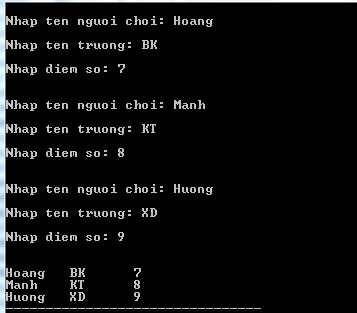 Nhap ten nguoi choi: Hoang
Nhap ten truong: BK
Nhap diem so: 7
Nhap ten nguoi choi: Manh
Nhap ten truong: KT
Nhap diem so: 8
Nhap ten nguoi choi: Huong
Nhap ten truong: XD
Nhap diem so: 9
Hoang BK 7
Manh KT 8
Huong XD 9
--------------------------------